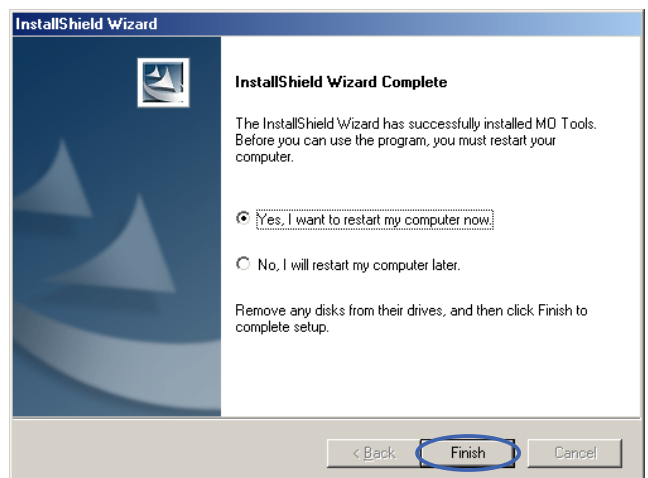 InstallShield Wizard
InstallShield Wizard Complete
The InstallShield Wizard has successfully installed MO Tools.
Before you can use the program, you must restart your
computer.
Yes, I want to restart my computer now.
No, I will restart my computer later.
Remove any disks from their drives, and then click Finish to
complete setup.
< Back Finish Cancel